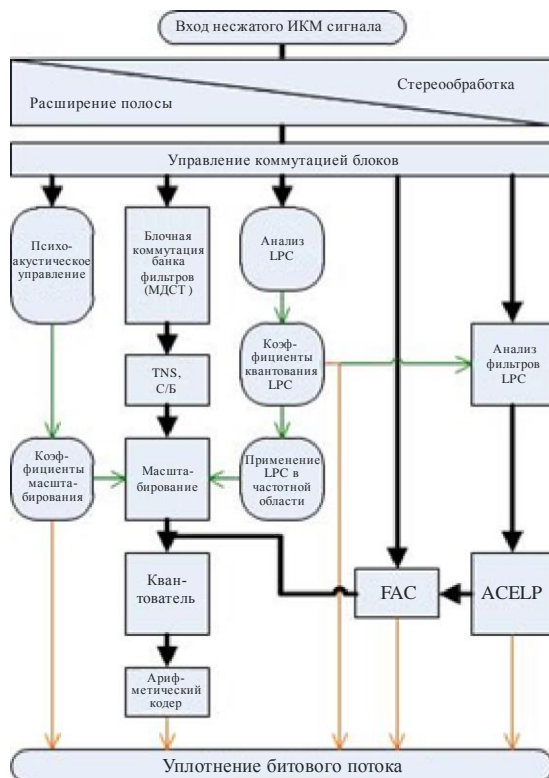 Вход несжатого ИКМ сигнала
Стереообработка
Расширение полосы
Управление коммутацией блоков
Психо-
акустическое
управление
Блочная
коммутация
банка
фильтров
(МДСТ )
Анализ
LPC
Коэф-
фициенты
квантования
LPC
Анализ
фильтров
LPC
TNS,
С/Б
Коэф-
фициенты
масшта-
бирования
Масшта-
бирование
Применение
LPC в
частотной
области
Кван-
тователь
FAC
ACELP
Ариф-
метический
кодер
Уплотнение битового потока